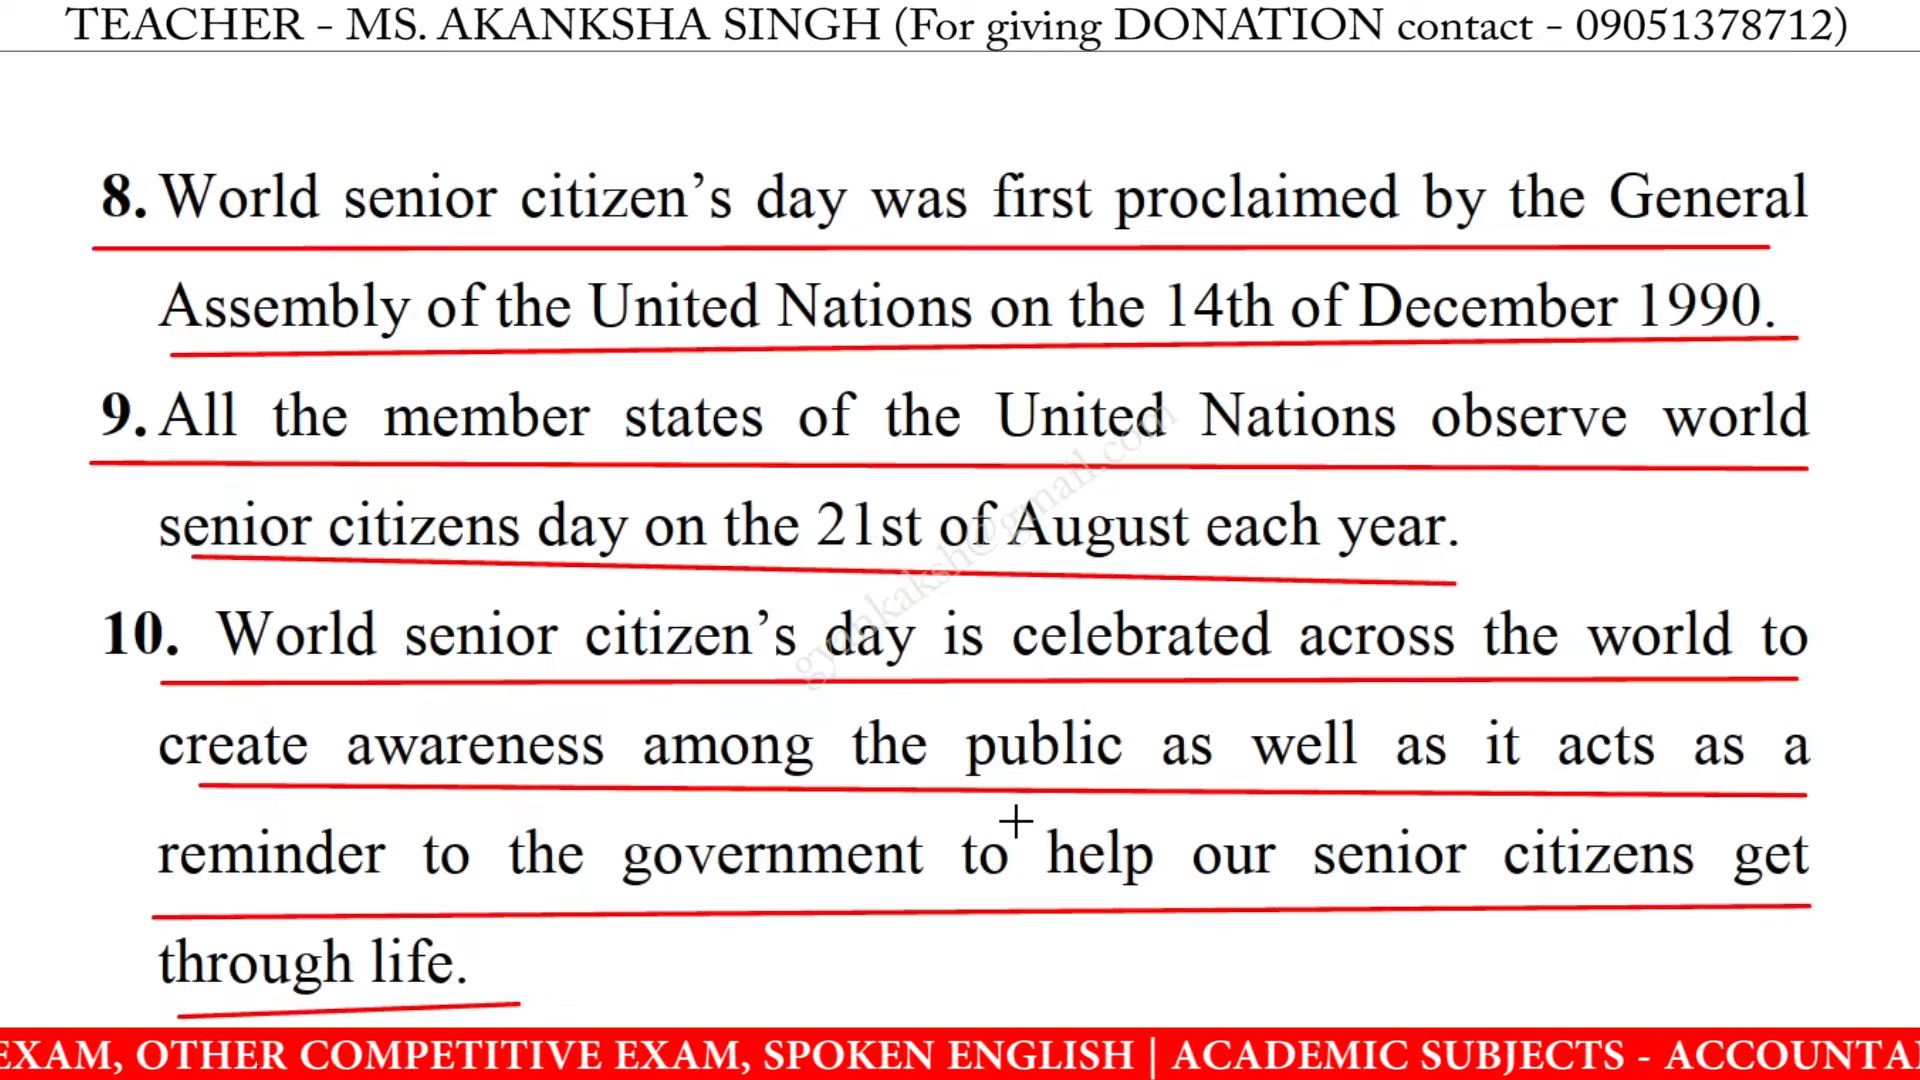 TEACHER - MS. AKANKSHA SINGH (For giving DONATION contact - 09051378712)
8. World senior citizen’s day was first proclaimed by the General
Assembly of the United Nations on the 14th of December 1990.
9. All the member states of the United Nations observe world
senior citizens day on the 21st of August each year.
10. World senior citizen’s day is celebrated across the world to
create awareness among the public as well as it acts as a
reminder to the government to help our senior citizens get
through life.
gyankaksh@gmail.com
EXAM, OTHER COMPETITIVE EXAM, SPOKEN ENGLISH | ACADEMIC SUBJECTS - ACCOUNTA